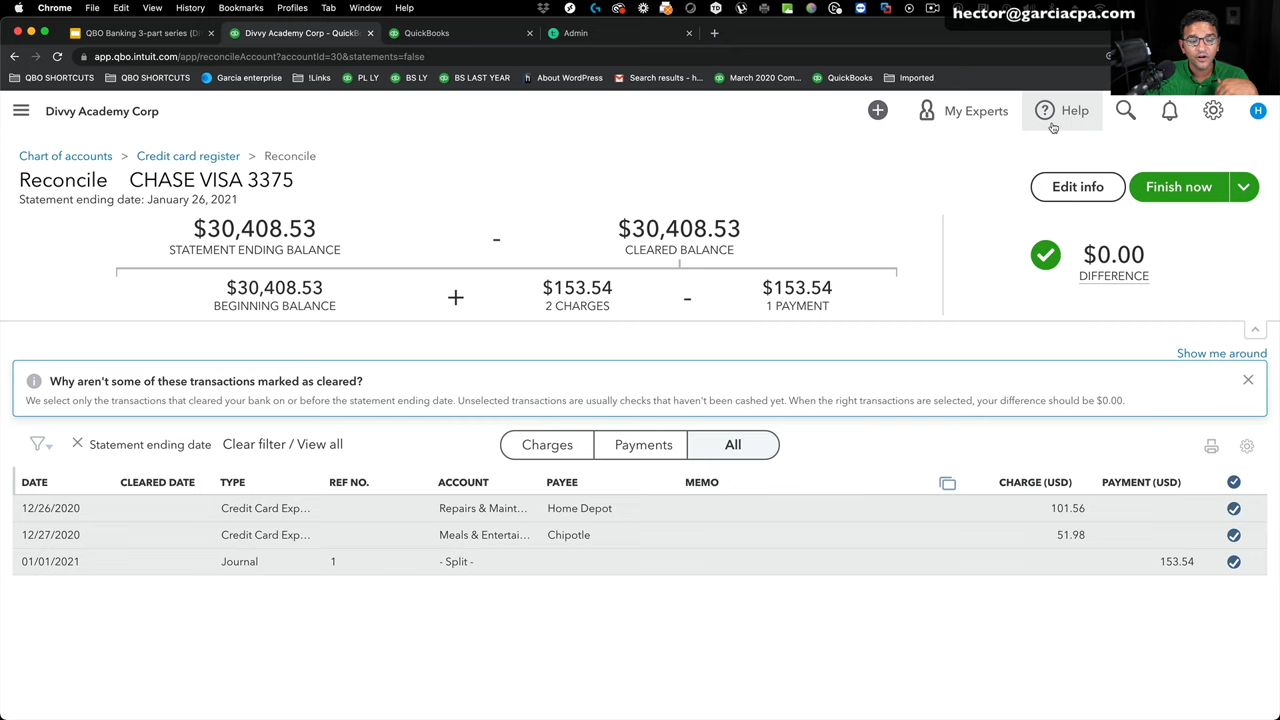 Reconcile File Edit View History Bookmarks Profiles Tab Window Help
hector@garciacpa.com
QBO Banking 3-part series (Di
Divvy Academy Corp - QuickB
QuickBooks
Admin
app.qbo.intuit.com/app/reconcileAccount?accountId=30&statements=false
QBO SHORTCUTS QBO SHORTCUTS Garcia enterprise !Links PL LY BS LY BS LAST YEAR About WordPress Search results - h... March 2020 Com... QuickBooks Imported
Divvy Academy Corp My Experts Help H
Chart of accounts > Credit card register > Reconcile
Reconcile CHASE VISA 3375
Edit info Finish now
Statement ending date: January 26, 2021
$30,408.53 - $30,408.53
STATEMENT ENDING BALANCE CLEARED BALANCE
$0.00
DIFFERENCE
$30,408.53 + $153.54 - $153.54
BEGINNING BALANCE 2 CHARGES 1 PAYMENT
Show me around
Why aren't some of these transactions marked as cleared?
We select only the transactions that cleared your bank on or before the statement ending date. Unselected transactions are usually checks that haven't been cashed yet. When the right transactions are selected, your difference should be $0.00.
Statement ending date Clear filter / View all Charges Payments All
DATE CLEARED DATE TYPE REF NO. ACCOUNT PAYEE MEMO CHARGE (USD) PAYMENT (USD)
12/26/2020 Credit Card Exp... Repairs & Maint... Home Depot 101.56
12/27/2020 Credit Card Exp... Meals & Entertai... Chipotle 51.98
01/01/2021 Journal 1 - Split - 153.54